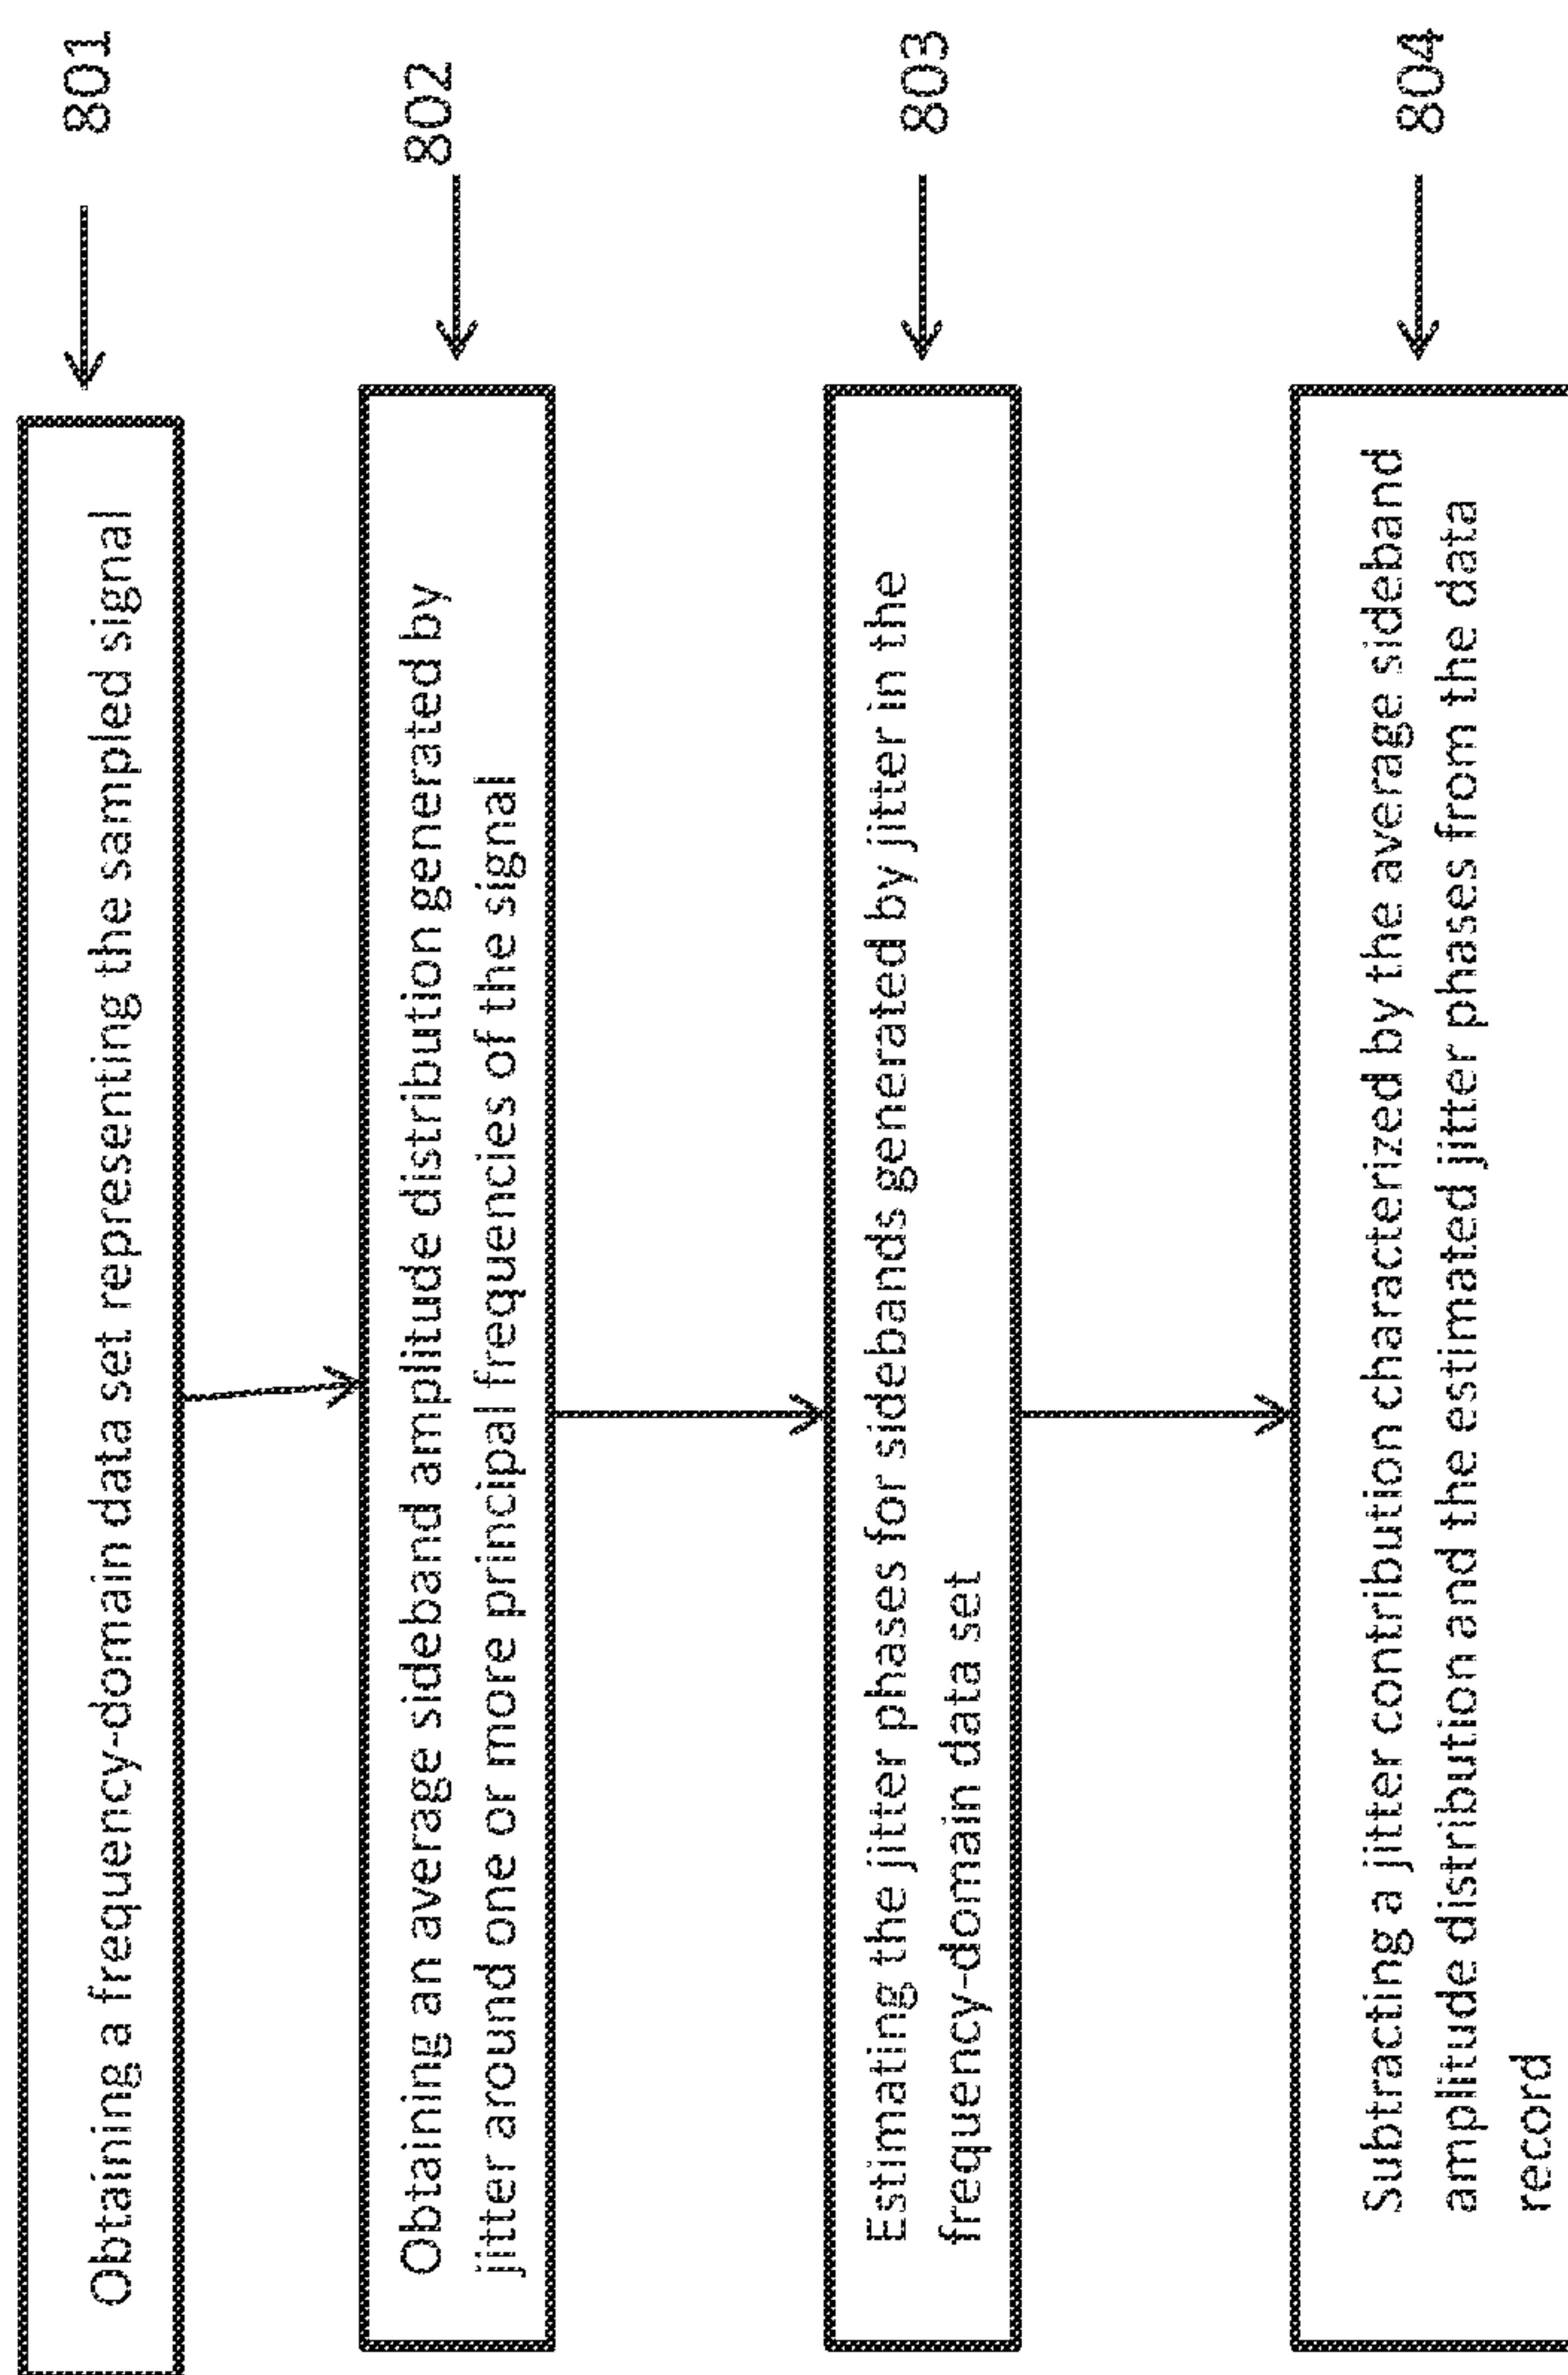 Obtaining a frequency-domain data set representing the sampled signal
801
Obtaining an average sideband amplitude distribution generated by
jitter around one or more principal frequencies of the signal
802
Estimating the jitter phases for sidebands generated by jitter in the
frequency-domain data set
803
Subtracting a jitter contribution characterized by the average sideband
amplitude distribution and the estimated jitter phases from the data
record
804